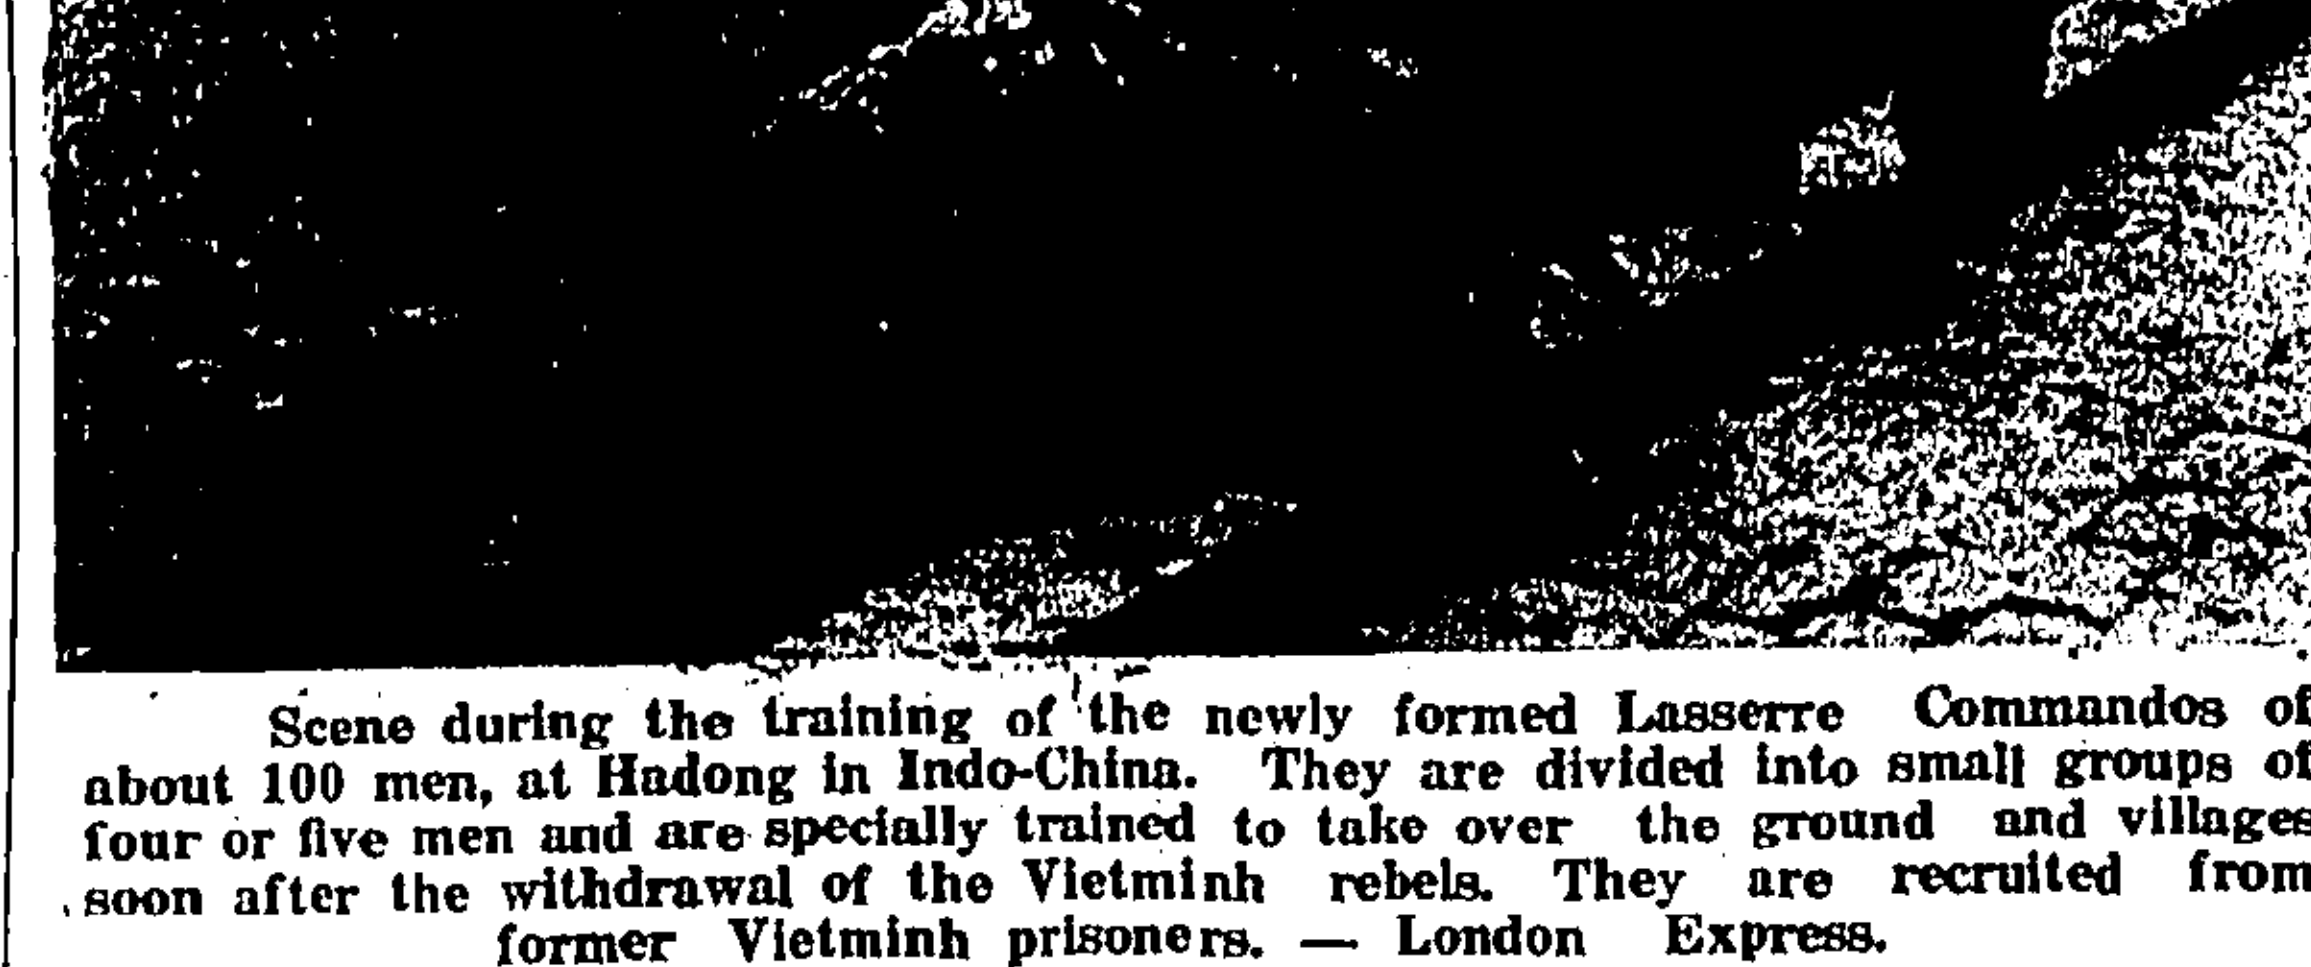 Scene during the training of the newly formed Lasserre Commandos of
about 100 men, at Hadong in Indo-China. They are divided into small groups of
four or five men and are specially trained to take over the ground and villages
soon after the withdrawal of the Vietminh rebels. They are recruited from
former Vietminh prisoners. — London Express.